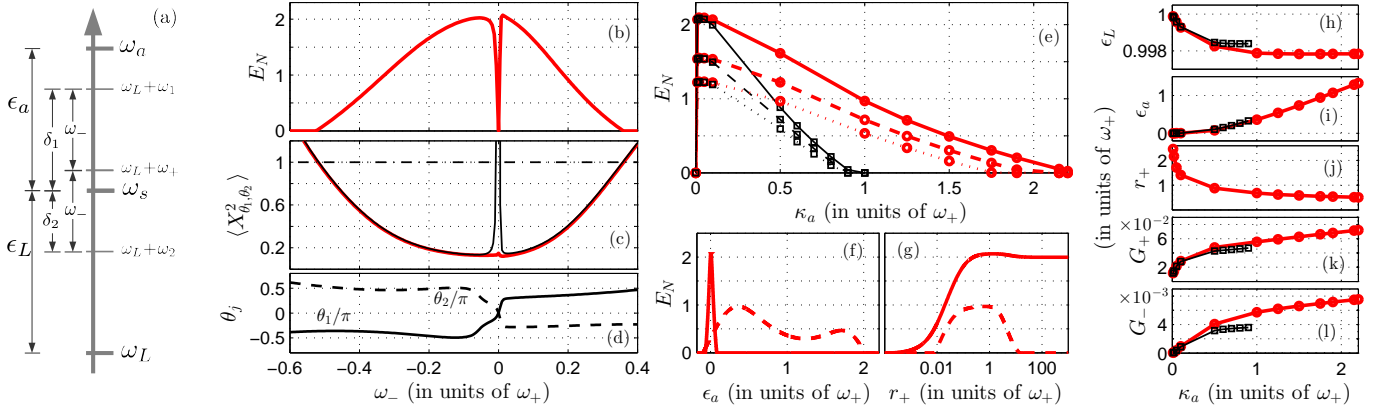 (a)
ω_a
ω_L+ω_1
ϵ_a
δ_1
ω_−
ω_L+ω_+
ω_s
δ_2
ω_−
ϵ_L
ω_L+ω_2
ω_L
(b)
E_N
2
1
0
(c)
⟨X²_{θ_1,θ_2}⟩
1
0.6
0.2
(d)
θ_j
0.5
0
−0.5
θ_1/π
θ_2/π
−0.6 −0.4 −0.2 0 0.2 0.4
ω_− (in units of ω_+)
(e)
E_N
2
1
0
0 0.5 1 1.5 2
κ_a (in units of ω_+)
(f)
E_N
2
1
0
0 1 2
ϵ_a (in units of ω_+)
(g)
0.01 1 100
r_+ (in units of ω_+)
(in units of ω_+)
(h)
ϵ_L
1
0.998
(i)
ϵ_a
1
0
(j)
r_+
2
1
(k)
G_+
×10^−2
6
2
(l)
G_−
×10^−3
4
0
0 0.5 1 1.5 2
κ_a (in units of ω_+)